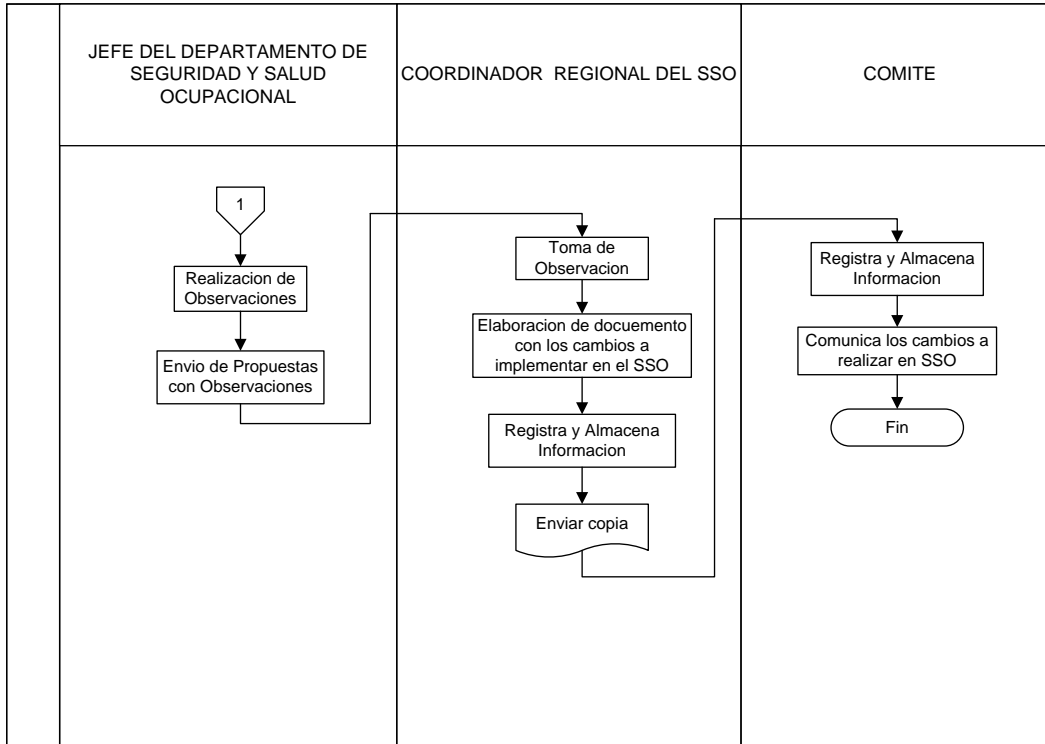 JEFE DEL DEPARTAMENTO DE
SEGURIDAD Y SALUD
OCUPACIONAL
COORDINADOR REGIONAL DEL SSO
COMITE
1
Realizacion de
Observaciones
Envio de Propuestas
con Observaciones
Toma de
Observacion
Elaboracion de docuemento
con los cambios a
implementar en el SSO
Registra y Almacena
Informacion
Enviar copia
Registra y Almacena
Informacion
Comunica los cambios a
realizar en SSO
Fin